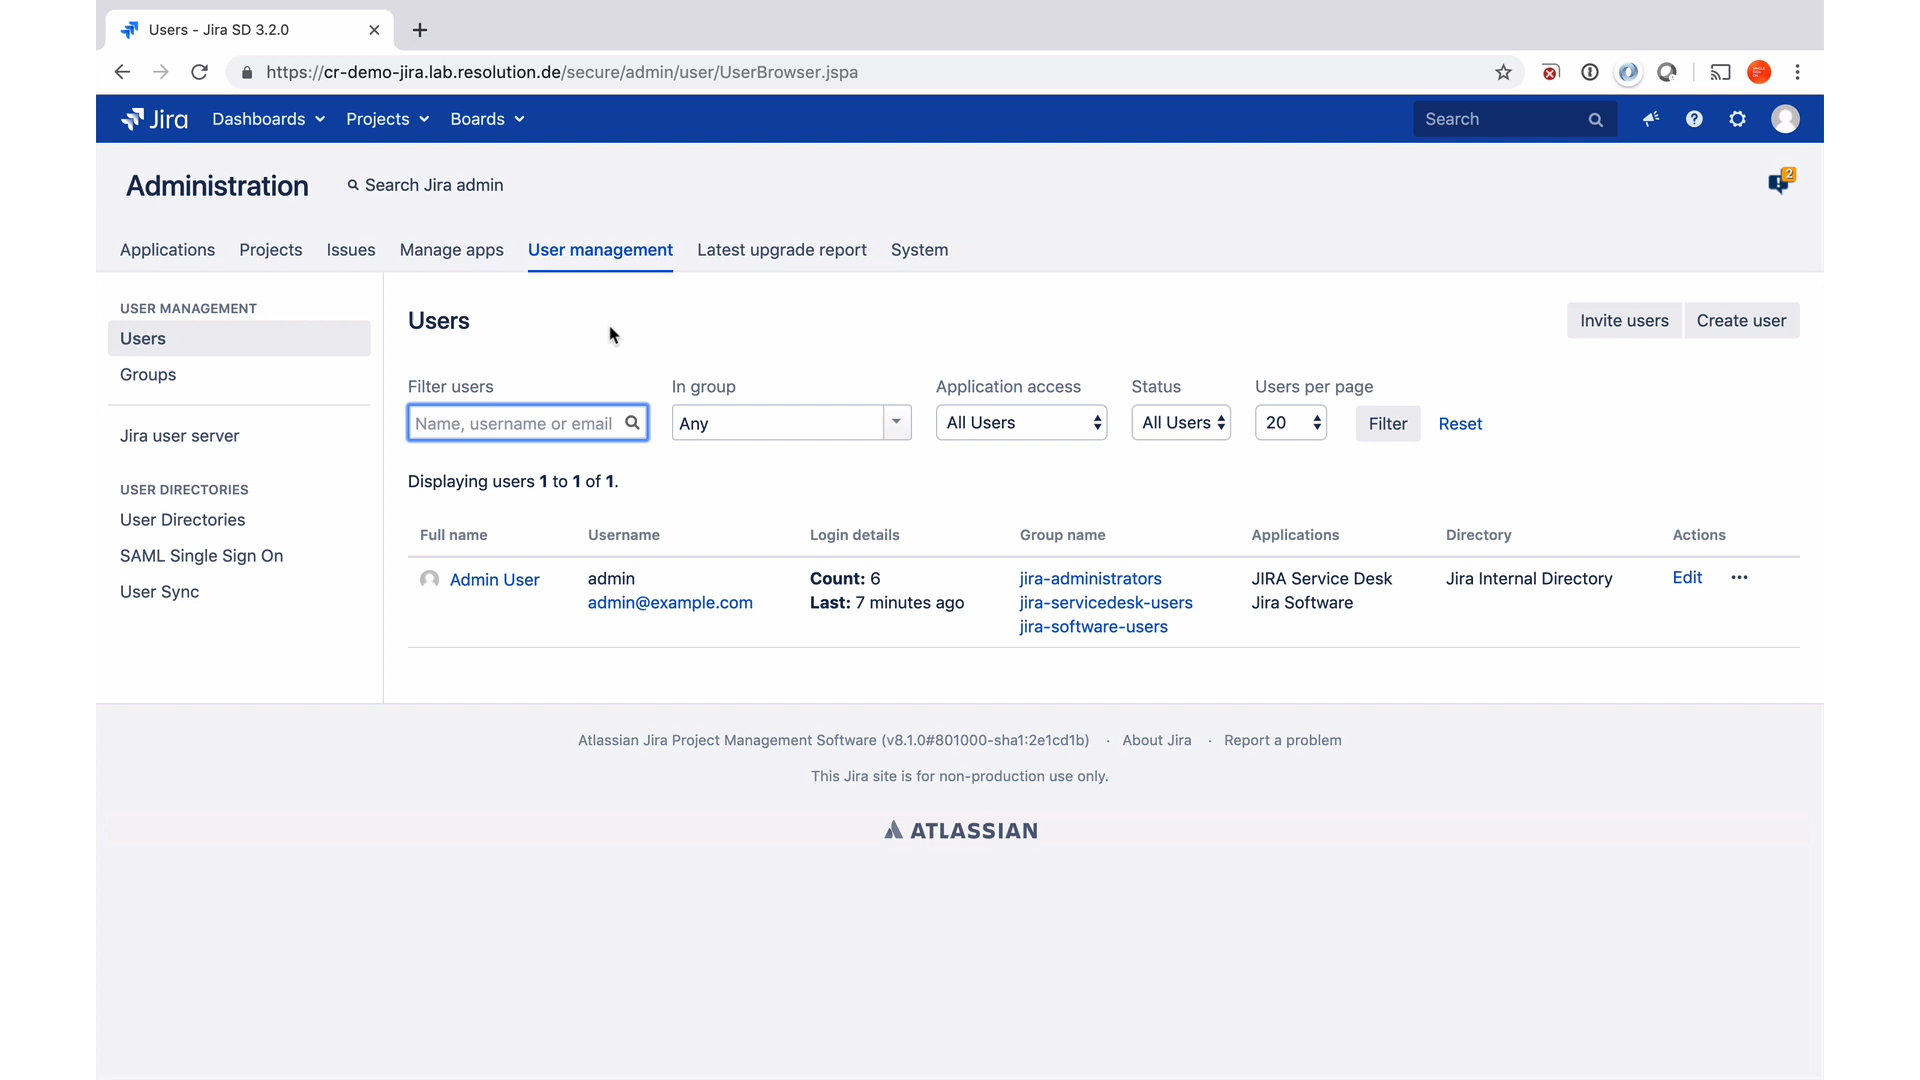 Users - Jira SD 3.2.0
https://cr-demo-jira.lab.resolution.de/secure/admin/user/UserBrowser.jspa
Jira Dashboards Projects Boards Search
Administration Search Jira admin
2
Applications Projects Issues Manage apps User management Latest upgrade report System
USER MANAGEMENT
Users
Groups
Jira user server
USER DIRECTORIES
User Directories
SAML Single Sign On
User Sync
Users Invite users Create user
Filter users In group Application access Status Users per page
Name, username or email Any All Users All Users 20 Filter Reset
Displaying users 1 to 1 of 1.
Full name Username Login details Group name Applications Directory Actions
Admin User admin Count: 6 jira-administrators JIRA Service Desk Jira Internal Directory Edit
admin@example.com Last: 7 minutes ago jira-servicedesk-users Jira Software
jira-software-users
Atlassian Jira Project Management Software (v8.1.0#801000-sha1:2e1cd1b) · About Jira · Report a problem
This Jira site is for non-production use only.
ATLASSIAN